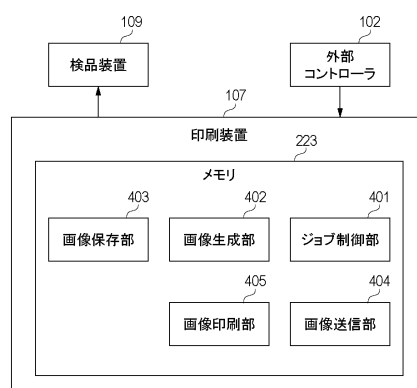 109
検品装置
102
外部
コントローラ
107
印刷装置
223
メモリ
403
画像保存部
402
画像生成部
401
ジョブ制御部
405
画像印刷部
404
画像送信部